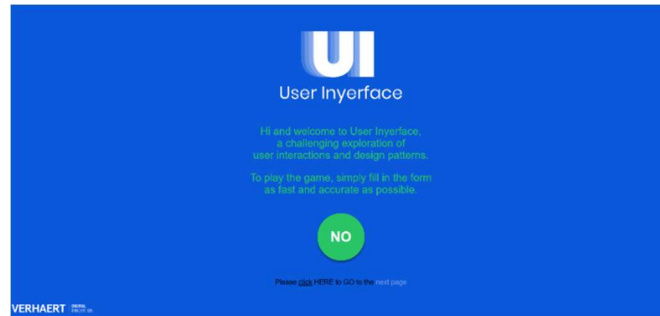 UI
User Inyerface
Hi and welcome to User Inyerface,
a challenging exploration of
user interactions and design patterns.
To play the game, simply fill in the form
as fast and accurate as possible.
NO
Please click HERE to GO to the next page
VERHAERT